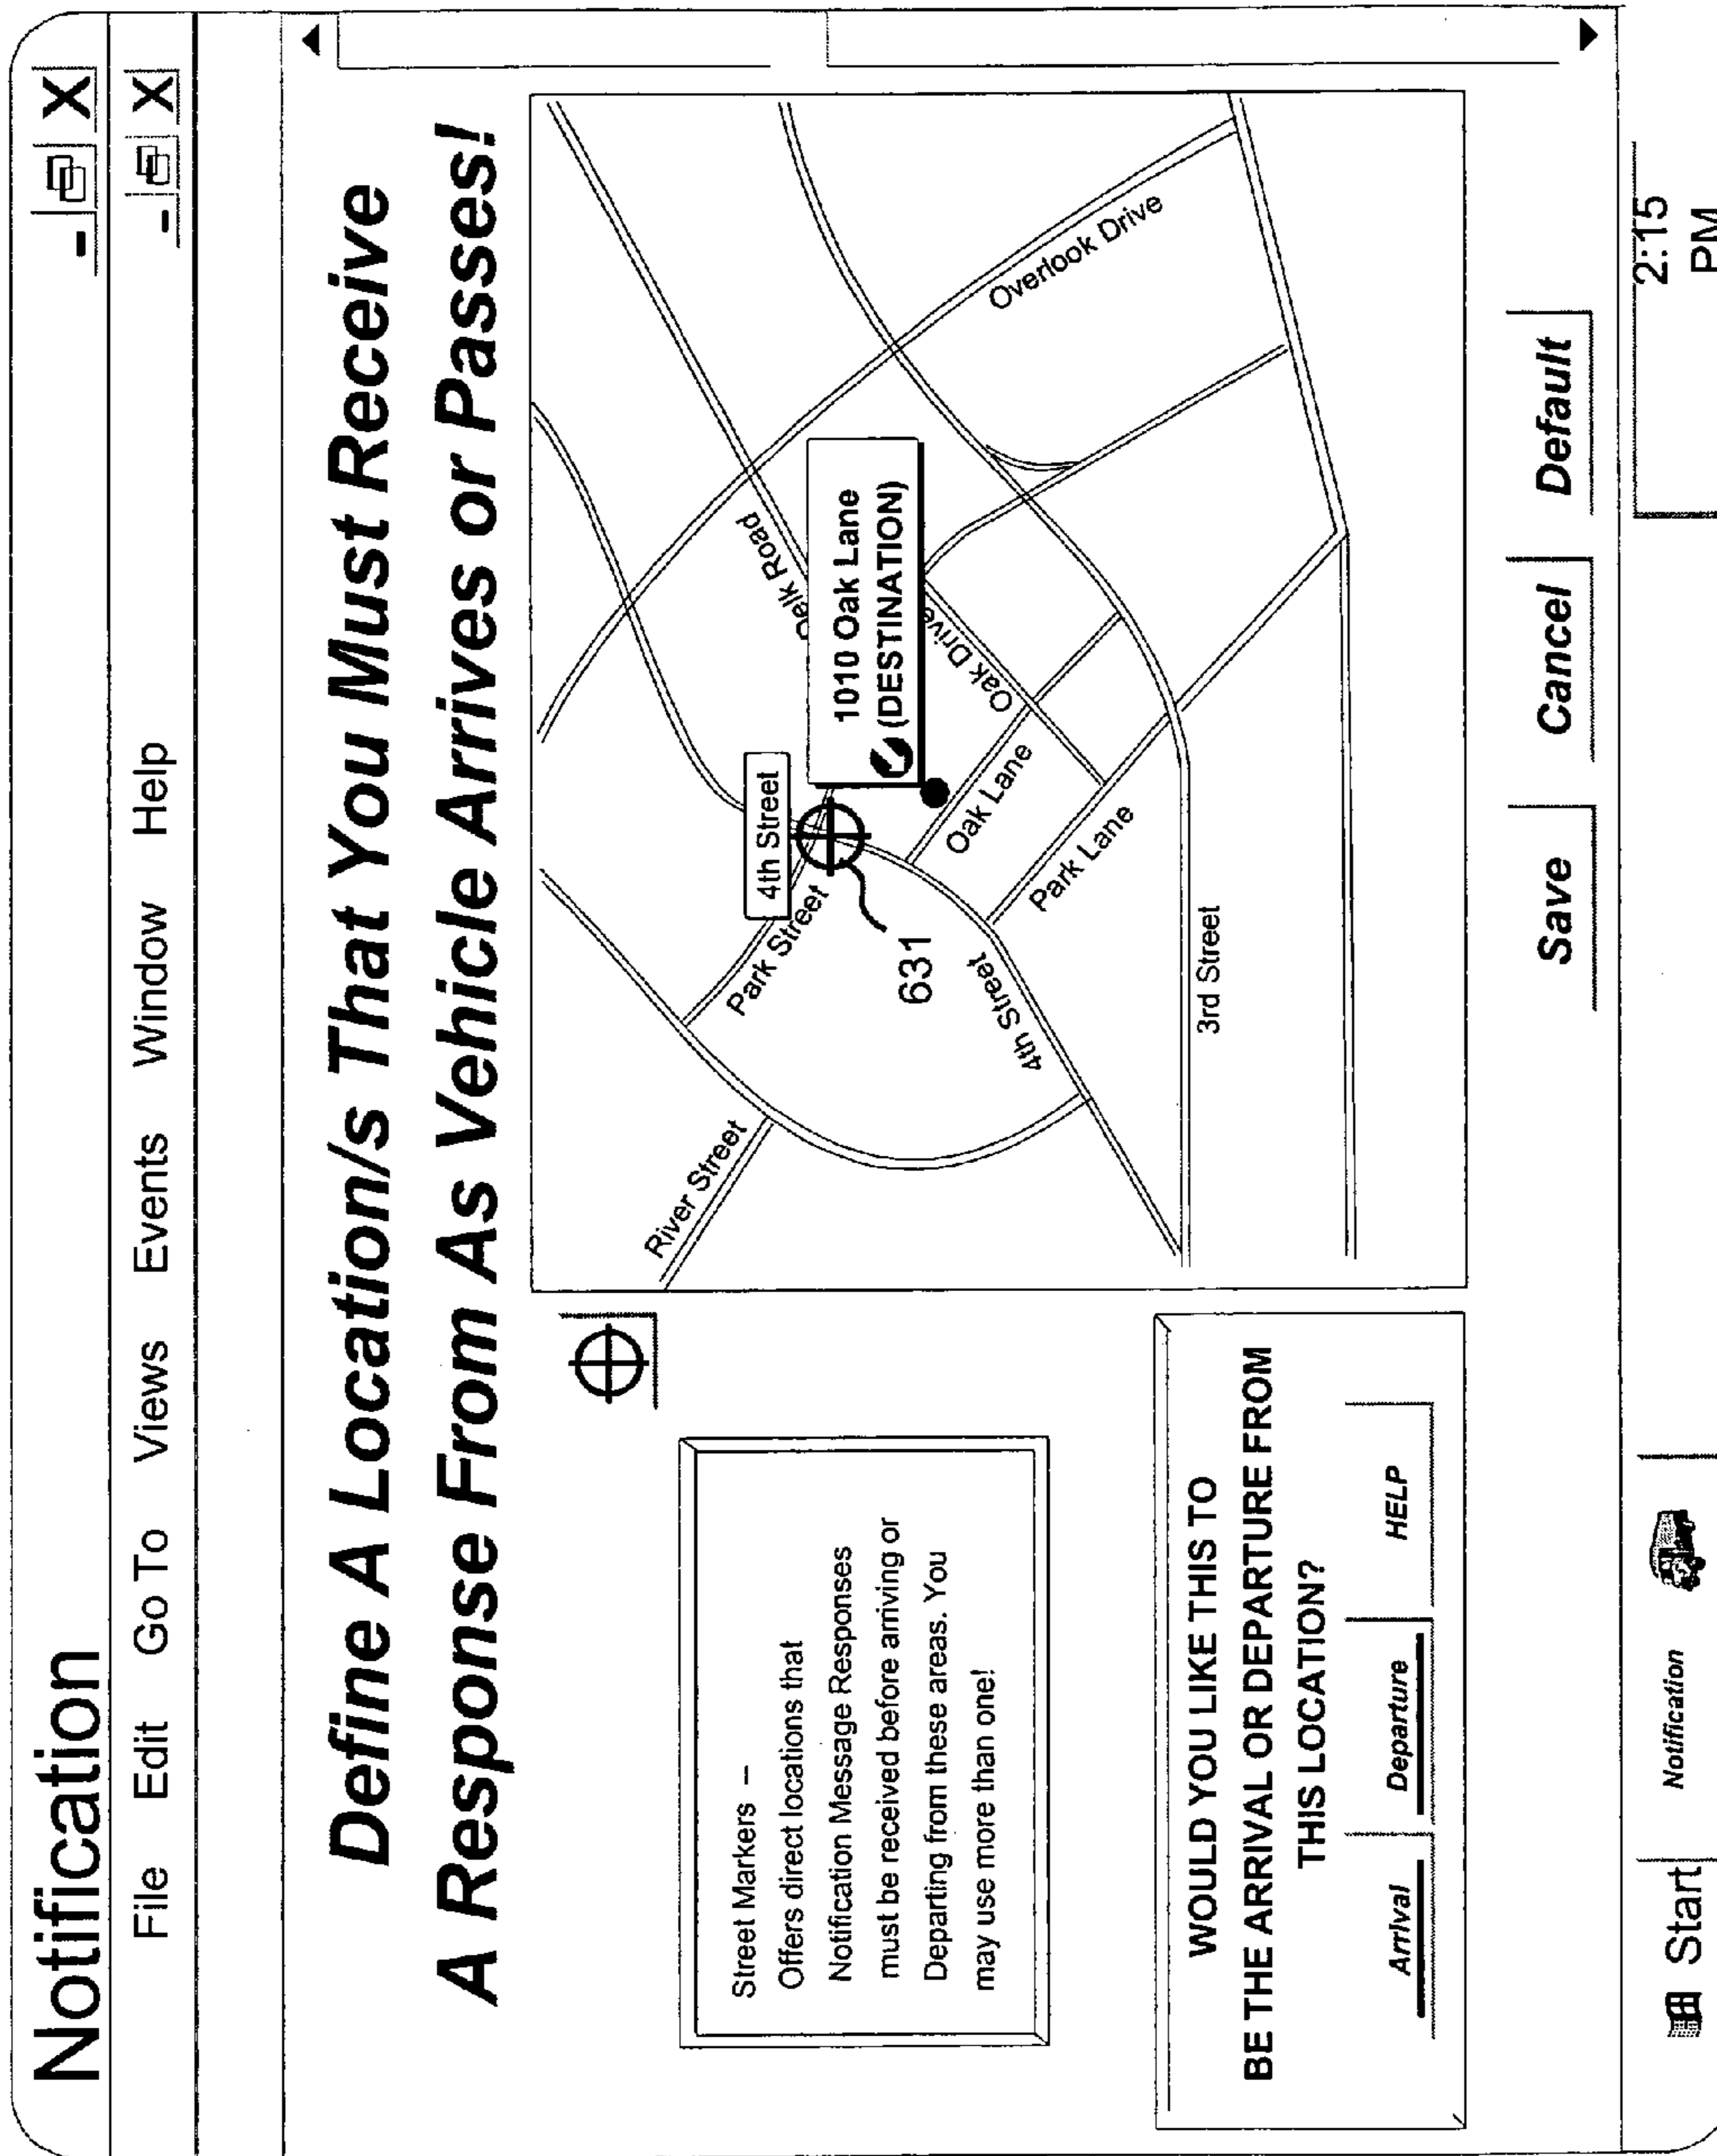 Notification
File Edit Go To Views Events Window Help
Define A Location/s That You Must Receive
A Response From As Vehicle Arrives or Passes!
Street Markers –
Offers direct locations that
Notification Message Responses
must be received before arriving or
Departing from these areas. You
may use more than one!
WOULD YOU LIKE THIS TO
BE THE ARRIVAL OR DEPARTURE FROM
THIS LOCATION?
Arrival Departure HELP
River Street
Park Street
4th Street
Road
1010 Oak Lane
(DESTINATION)
Oak Drive
Overlook Drive
631
Oak Lane
Park Lane
4th Street
3rd Street
Save Cancel Default
Start Notification 2:15
PM